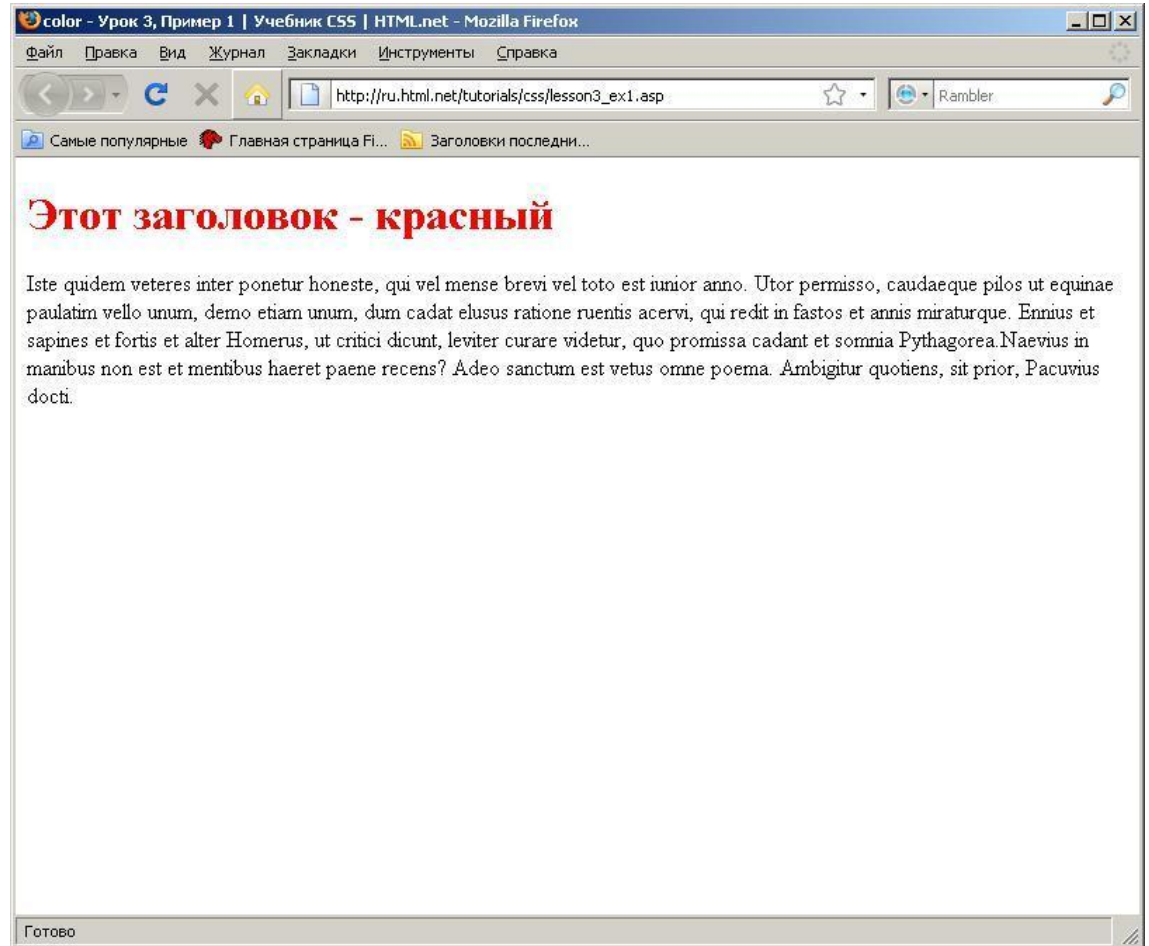 color - Урок 3, Пример 1 | Учебник CSS | HTML.net - Mozilla Firefox
Файл Правка Вид Журнал Закладки Инструменты Справка
http://ru.html.net/tutorials/css/lesson3_ex1.asp Rambler
Самые популярные Главная страница Fi... Заголовки последни...
Этот заголовок - красный
Iste quidem veteres inter ponetur honeste, qui vel mense brevi vel toto est iunior anno. Utor permisso, caudaeque pilos ut equinae
paulatim vello unum, demo etiam unum, dum cadat elusus ratione ruentis acervi, qui redit in fastos et annis miraturque. Ennius et
sapines et fortis et alter Homerus, ut critici dicunt, leviter curare videtur, quo promissa cadant et somnia Pythagorea.Naevius in
manibus non est et mentibus haeret paene recens? Adeo sanctum est vetus omne poema. Ambigitur quotiens, sit prior, Pacuvius
docti.
Готово